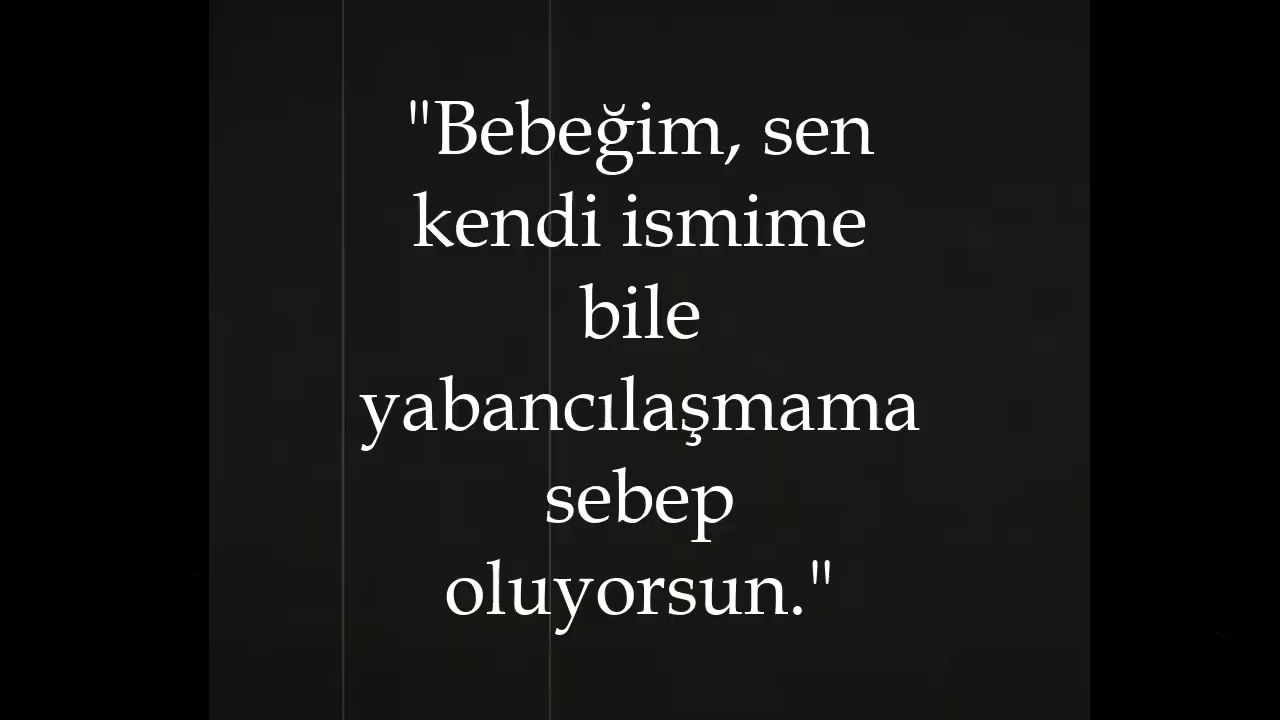 "Bebeğim, sen
kendi ismime
bile
yabancılaşmama
sebep
oluyorsun."